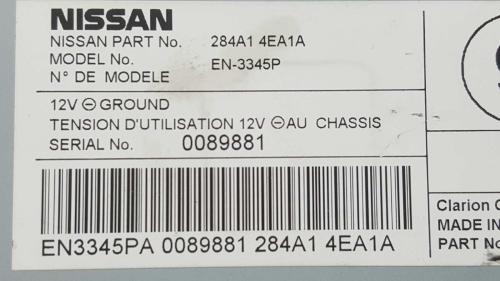 NISSAN
NISSAN PART No. 284A1 4EA1A
MODEL No. EN-3345P
N° DE MODELE
12V ⊖ GROUND
TENSION D'UTILISATION 12V ⊖ AU CHASSIS
SERIAL No. 0089881
EN3345PA 0089881 284A1 4EA1A
Clarion
MADE IN
PART No